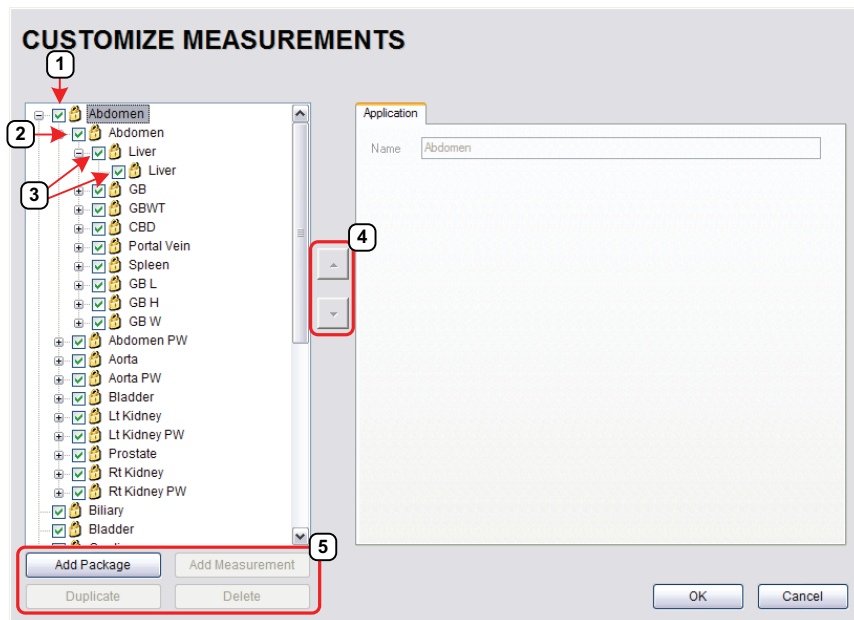 CUSTOMIZE MEASUREMENTS
1
Abdomen
2
Abdomen
Liver
Liver
3
GB
GBWT
CBD
Portal Vein
Spleen
GB L
GB H
GB W
Abdomen PW
Aorta
Aorta PW
Bladder
Lt Kidney
Lt Kidney PW
Prostate
Rt Kidney
Rt Kidney PW
Biliary
Bladder
4
Application
Name Abdomen
5
Add Package Add Measurement
Duplicate Delete
OK Cancel